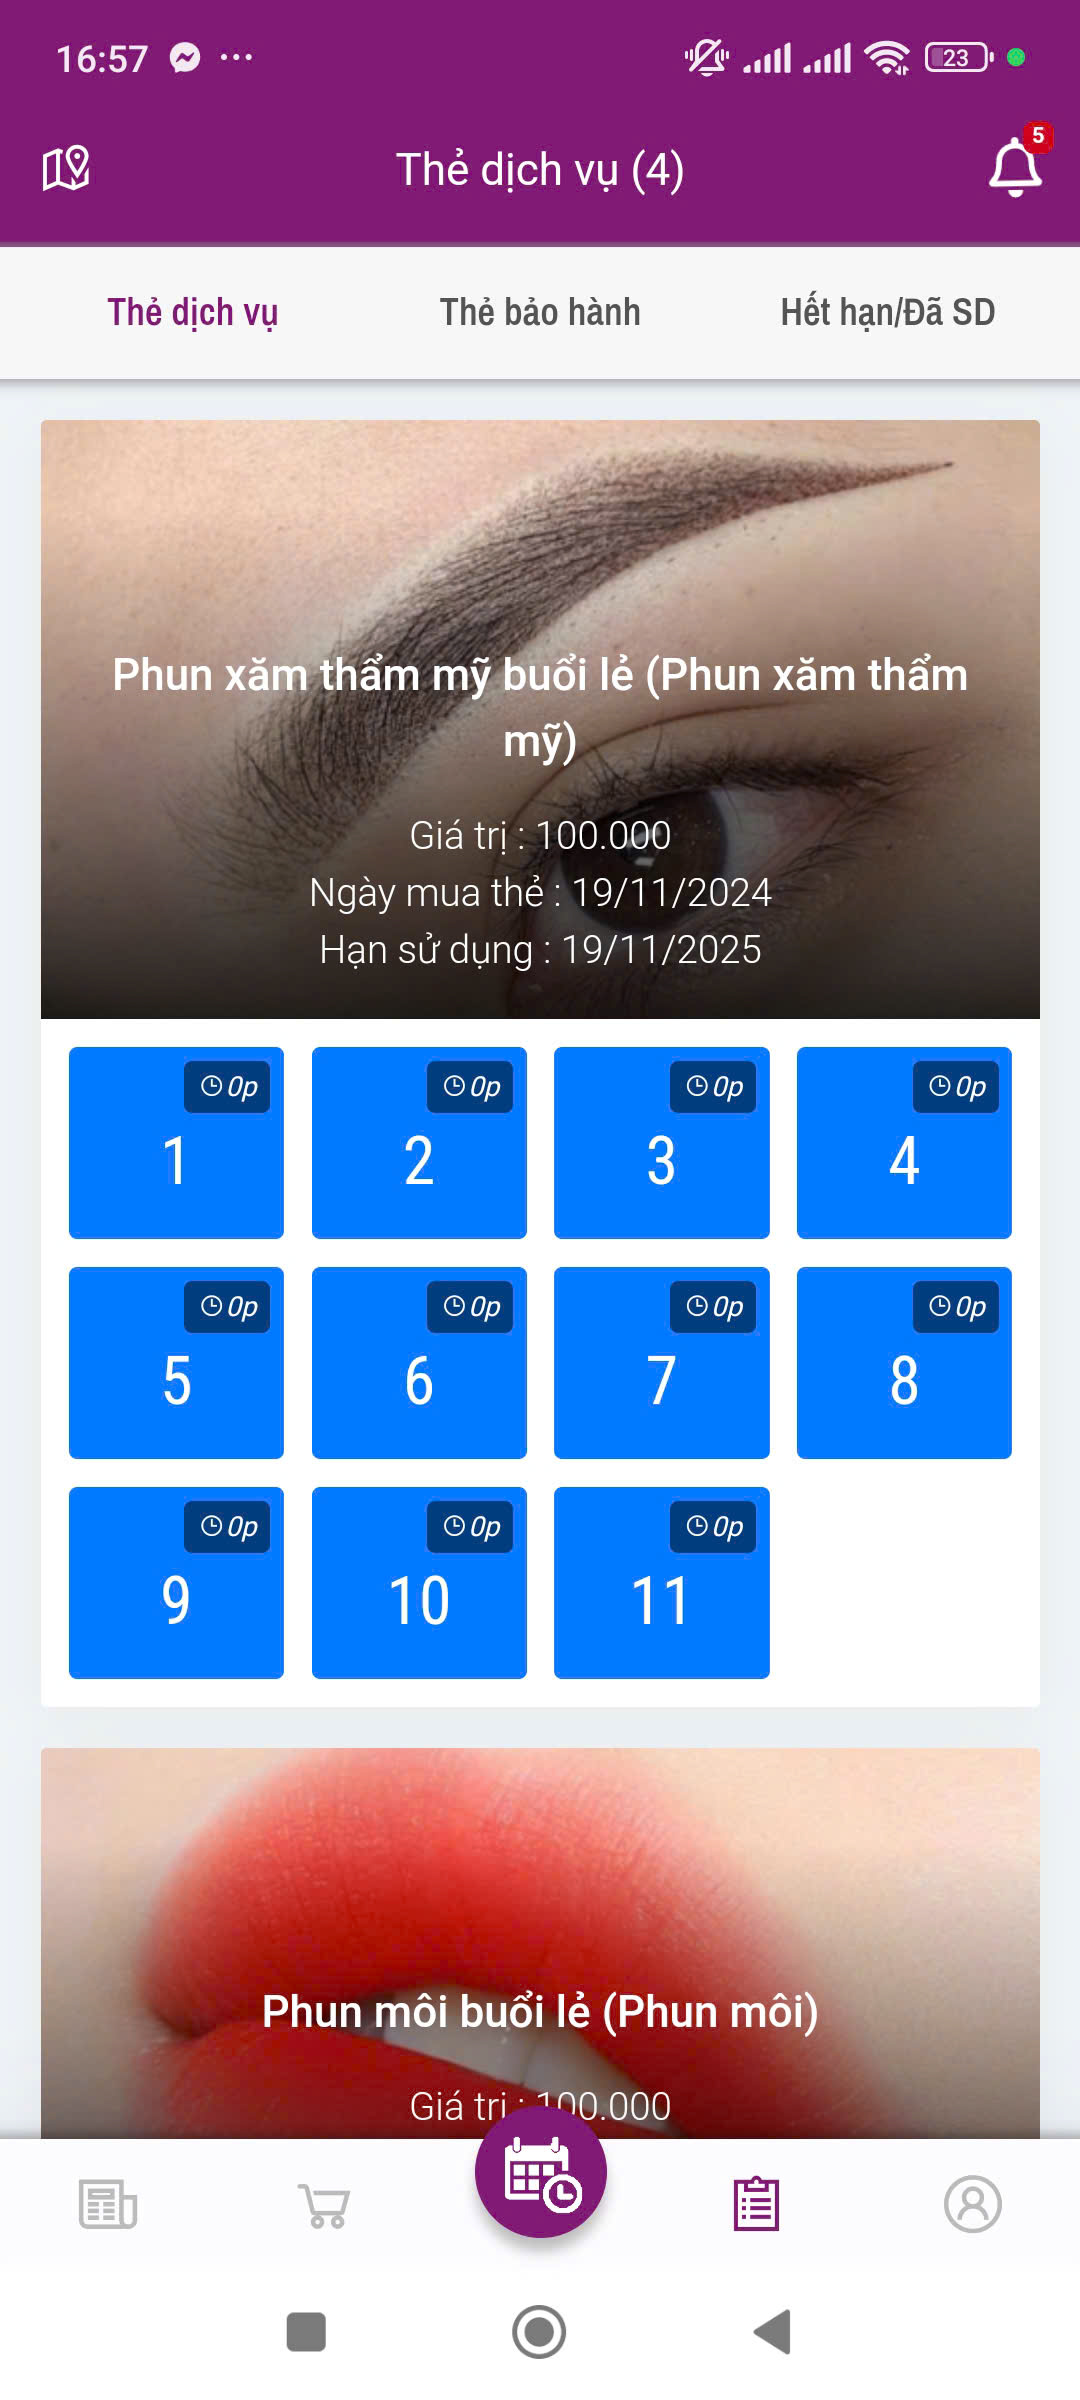 16:57
23
Thẻ dịch vụ (4)
5
Thẻ dịch vụ
Thẻ bảo hành
Hết hạn/Đã SD
Phun xăm thẩm mỹ buổi lẻ (Phun xăm thẩm
mỹ)
Giá trị : 100.000
Ngày mua thẻ : 19/11/2024
Hạn sử dụng : 19/11/2025
0p
1
0p
2
0p
3
0p
4
0p
5
0p
6
0p
7
0p
8
0p
9
0p
10
0p
11
Phun môi buổi lẻ (Phun môi)
Giá trị : 100.000